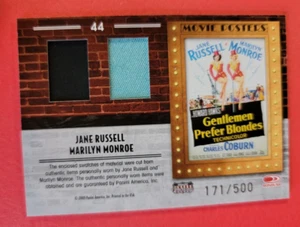 44
MOVIE POSTERS
JANE RUSSELL
MARILYN MONROE
Gentlemen
Prefer Blondes
TECHNICOLOR
CHARLES COBURN
JANE RUSSELL
MARILYN MONROE
The enclosed swatches of material were cut from
authentic items personally worn by Jane Russell and
Marilyn Monroe. The authentic worn items were
obtained and are guaranteed by Panini America, Inc.
171/500